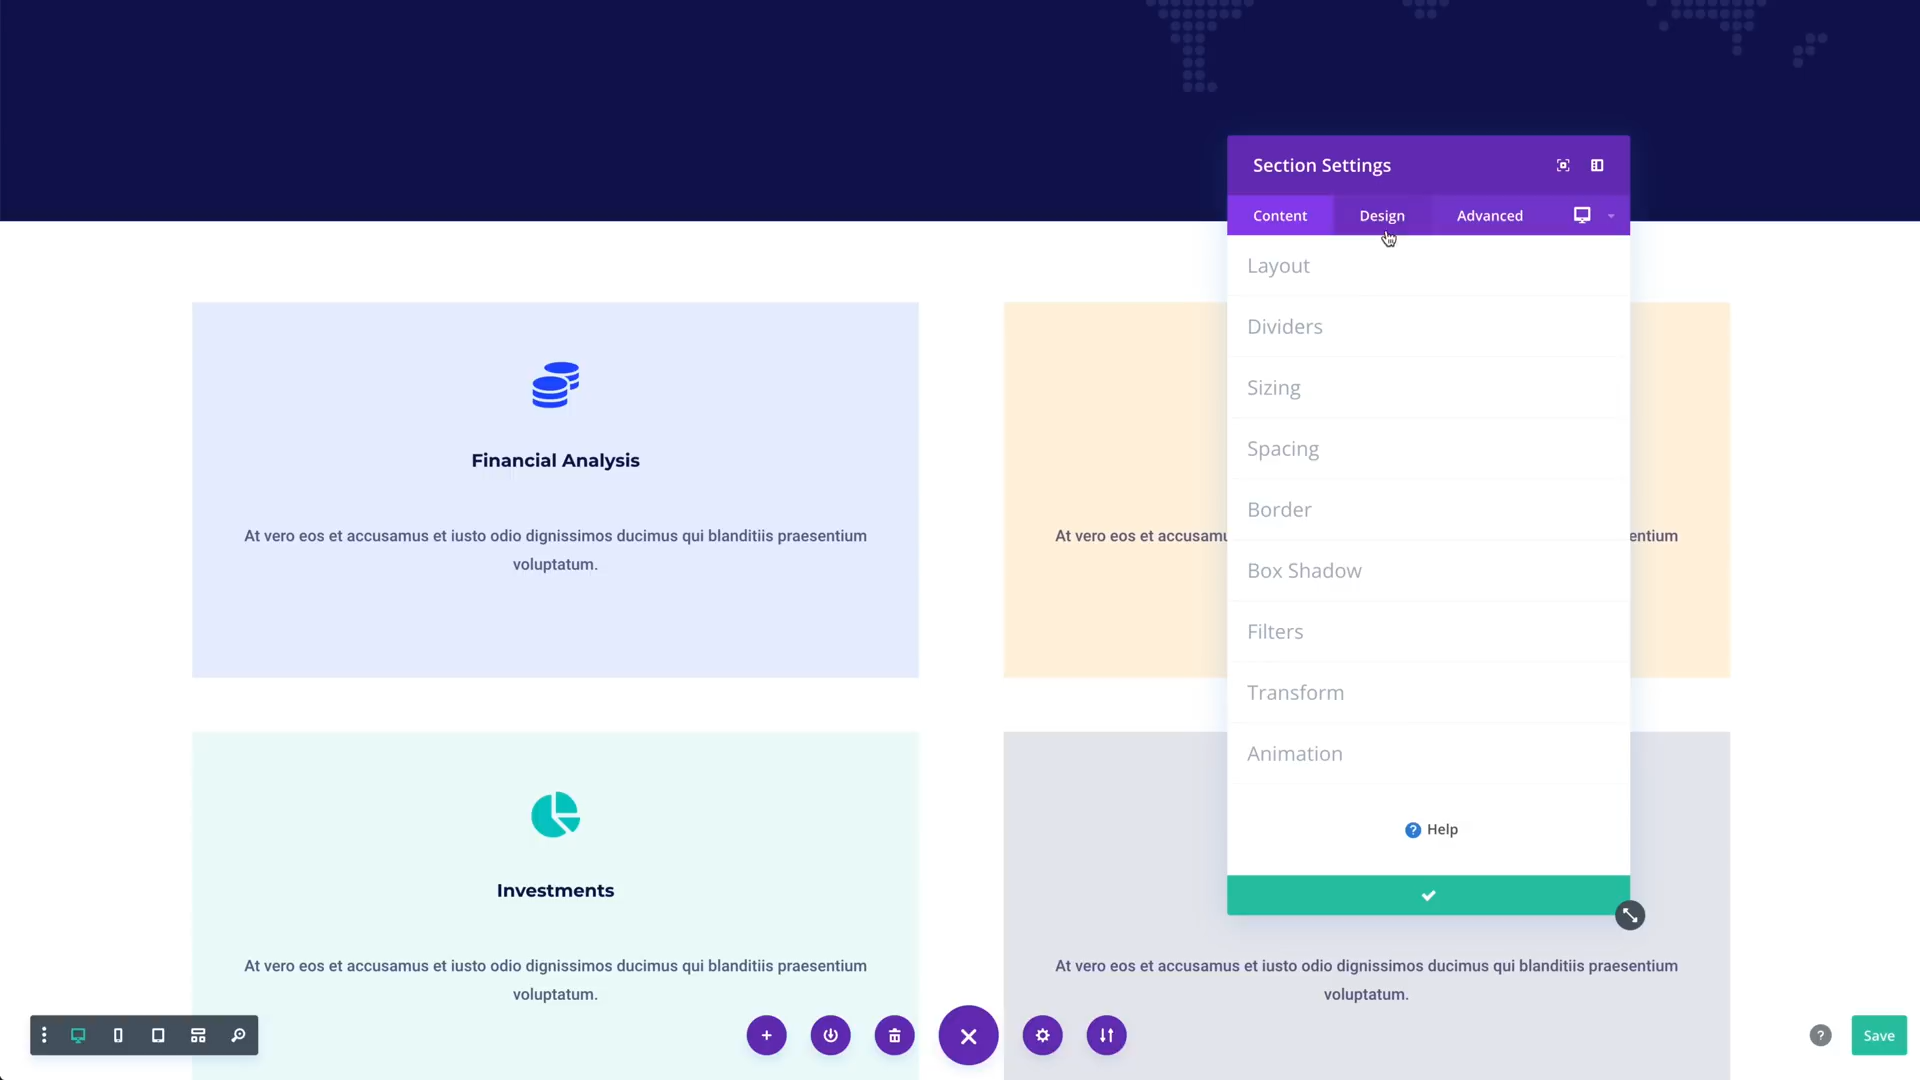 Section Settings
Content
Design
Advanced
Layout
Dividers
Sizing
Spacing
Border
Box Shadow
Filters
Transform
Animation
? Help
Financial Analysis
At vero eos et accusamus et iusto odio dignissimos ducimus qui blanditiis praesentium
voluptatum.
At vero eos et accusamu
entium
Investments
At vero eos et accusamus et iusto odio dignissimos ducimus qui blanditiis praesentium
voluptatum.
At vero eos et accusamus et iusto odio dignissimos ducimus qui blanditiis praesentium
voluptatum.
?
Save